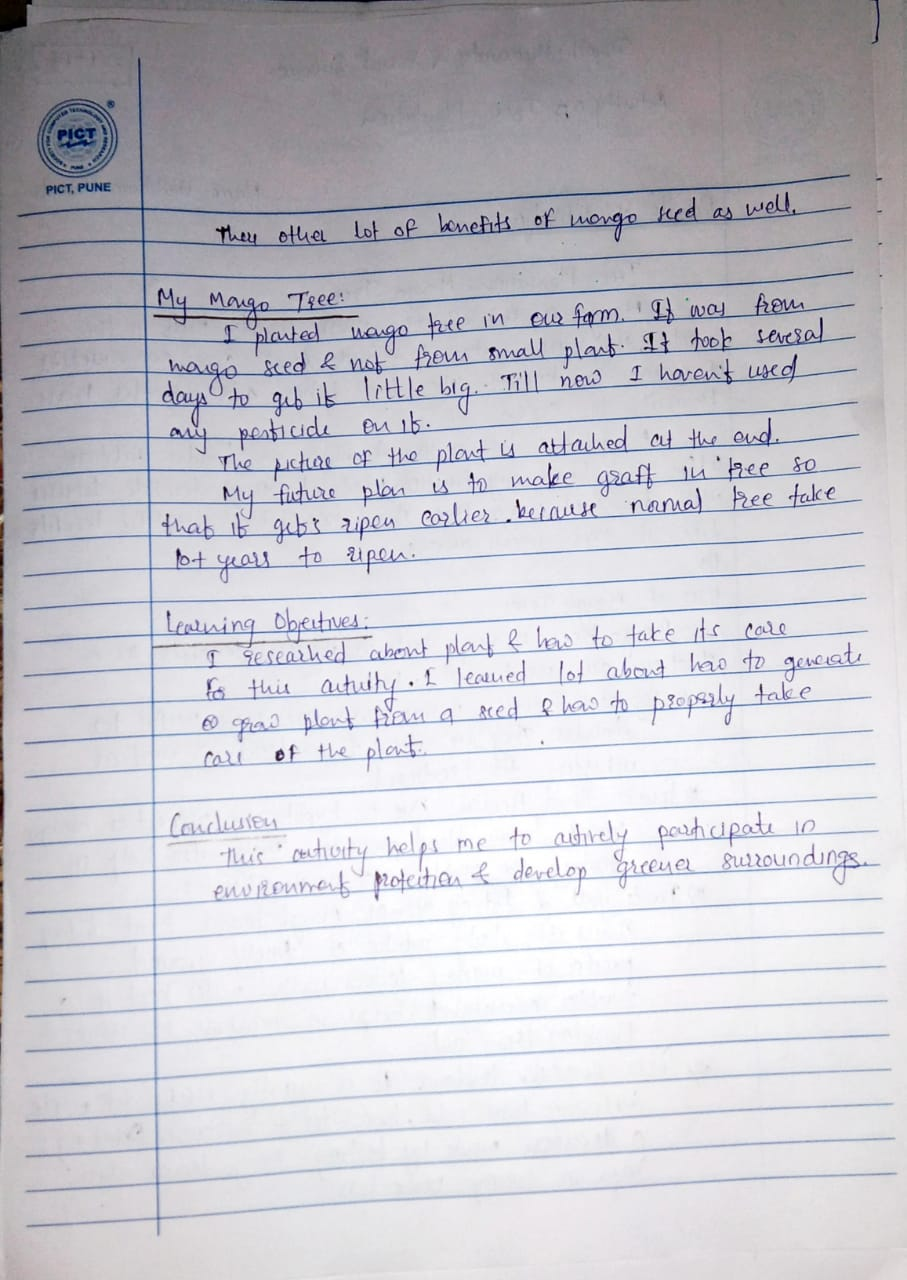 PICT
PICT, PUNE
They other lot of benefits of mango seed as well.
My Mango Tree:
I planted mango tree in our farm. It was from
mango seed & not from small plant. It took several
days to get it little big. Till now I haven't used
any pesticide on it.
The picture of the plant is attached at the end.
My future plan is to make graft in tree so
that it gets ripen earlier. because normal tree take
10+ years to ripen.
Learning Objectives:
I researhed about plant & how to take its care
for this activity. I learned lot about how to generate
grow plant from a seed & how to properly take
care of the plant.
Conclusion
This activity helps me to actively participate in
environment protection & develop greener surroundings.